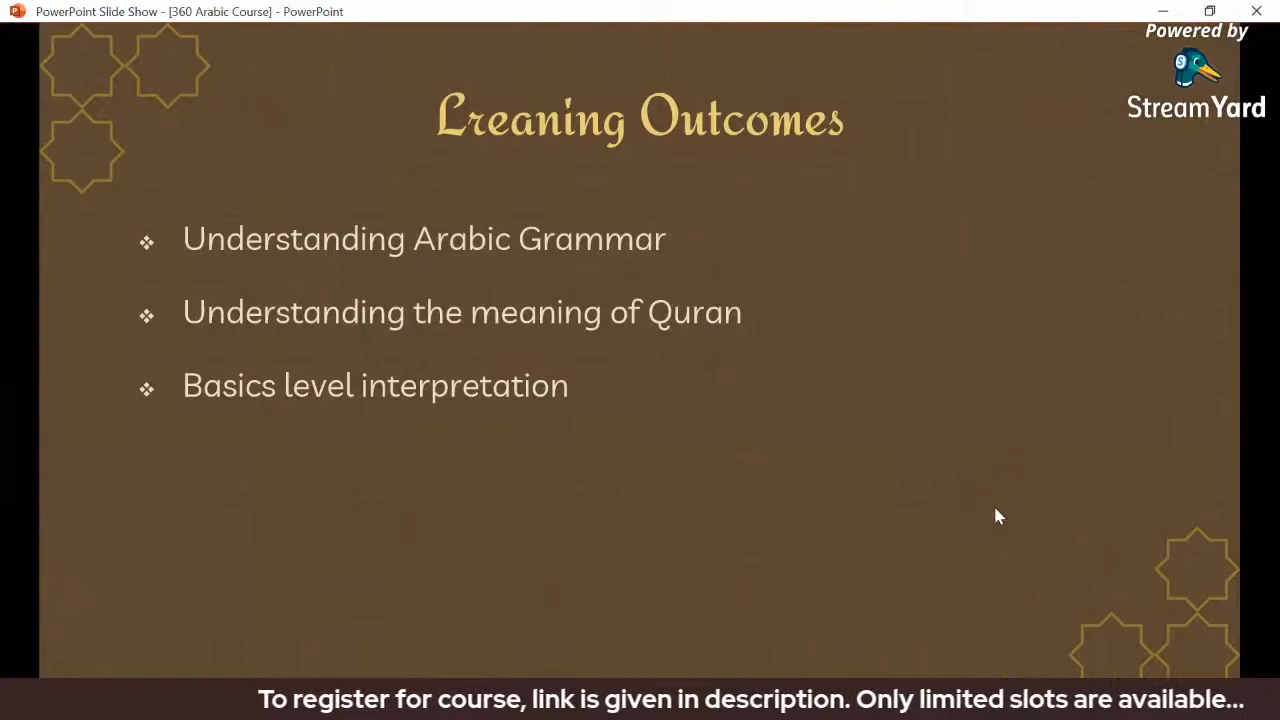 PowerPoint Slide Show - [360 Arabic Course] - PowerPoint
Powered by
StreamYard
Lreaning Outcomes
❖ Understanding Arabic Grammar
❖ Understanding the meaning of Quran
❖ Basics level interpretation
To register for course, link is given in description. Only limited slots are available...